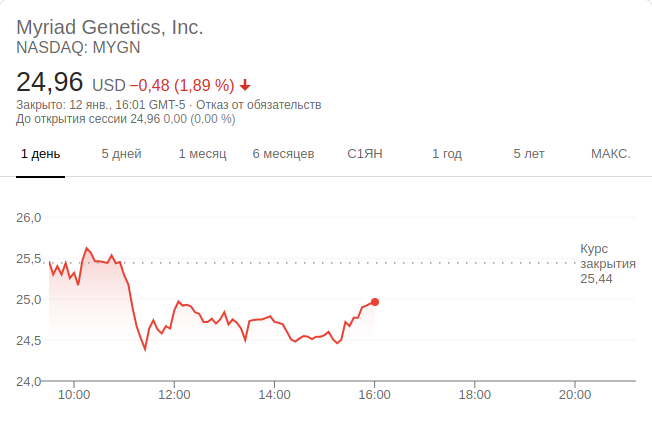 Myriad Genetics, Inc.
NASDAQ: MYGN
24,96 USD −0,48 (1,89 %)
Закрыто: 12 янв., 16:01 GMT-5 · Отказ от обязательств
До открытия сессии 24,96 0,00 (0,00 %)
1 день 5 дней 1 месяц 6 месяцев С1ЯН 1 год 5 лет МАКС.
26,0
25,5
25,0
24,5
24,0
Курс
закрытия
25,44
10:00 12:00 14:00 16:00 18:00 20:00